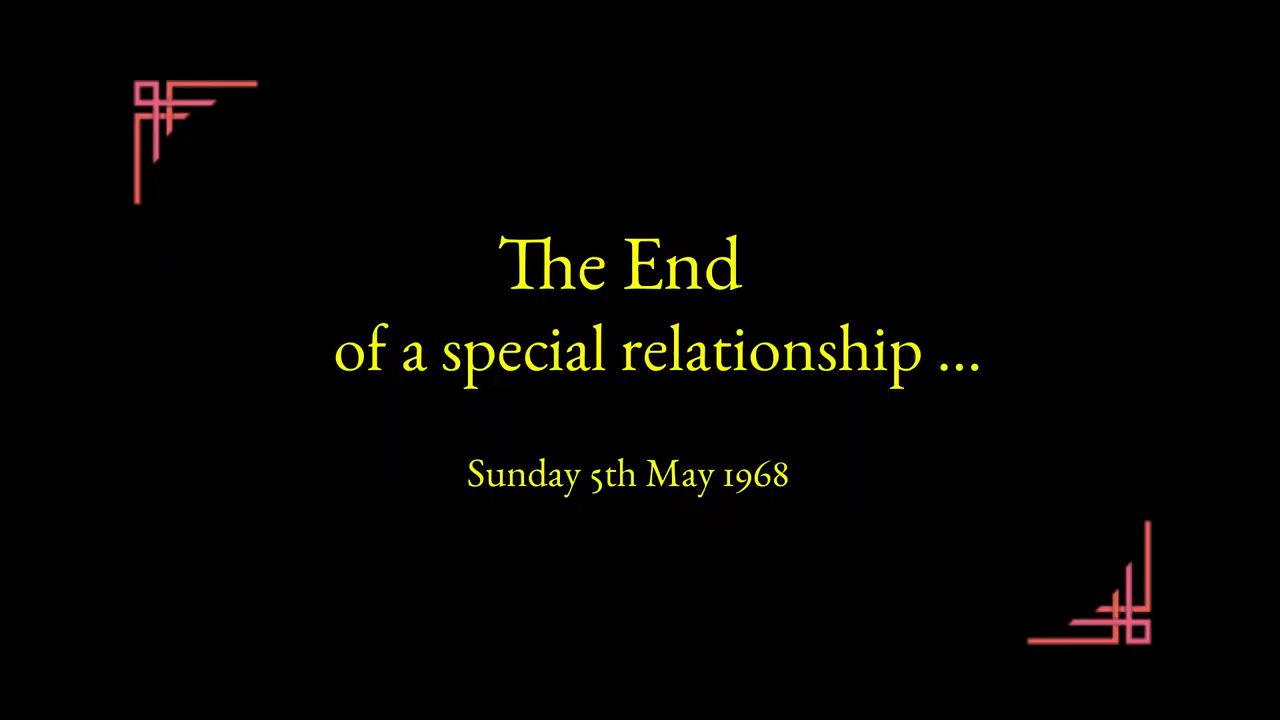 The End
of a special relationship ...
Sunday 5th May 1968